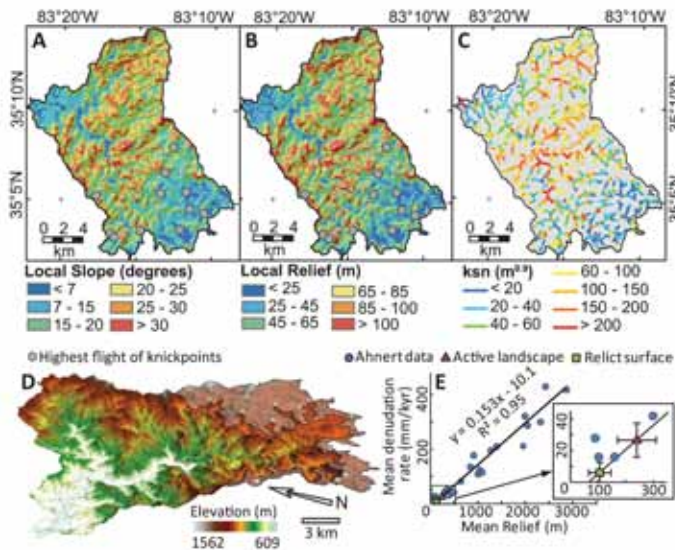 83°20'W 83°10'W 83°20'W 83°10'W 83°20'W 83°10'W
A B C
35°10'N 35°5'N
35°10'N 35°5'N
0 2 4 km
0 2 4 km
0 2 4 km
Local Slope (degrees)
< 7 20 - 25
7 - 15 25 - 30
15 - 20 > 30
Local Relief (m)
< 25 65 - 85
25 - 45 85 - 100
45 - 65 > 100
ksn (m⁰·⁹)
60 - 100
< 20 100 - 150
20 - 40 150 - 200
40 - 60 > 200
Highest flight of knickpoints
Ahnert data Active landscape Relict surface
D
Elevation (m)
1562 609
N
3 km
E
Mean denudation
rate (mm/kyr)
400
200
0
y = 0.153x - 10.1
R² = 0.95
0 1000 2000 3000
Mean Relief (m)
40
20
0
100 300